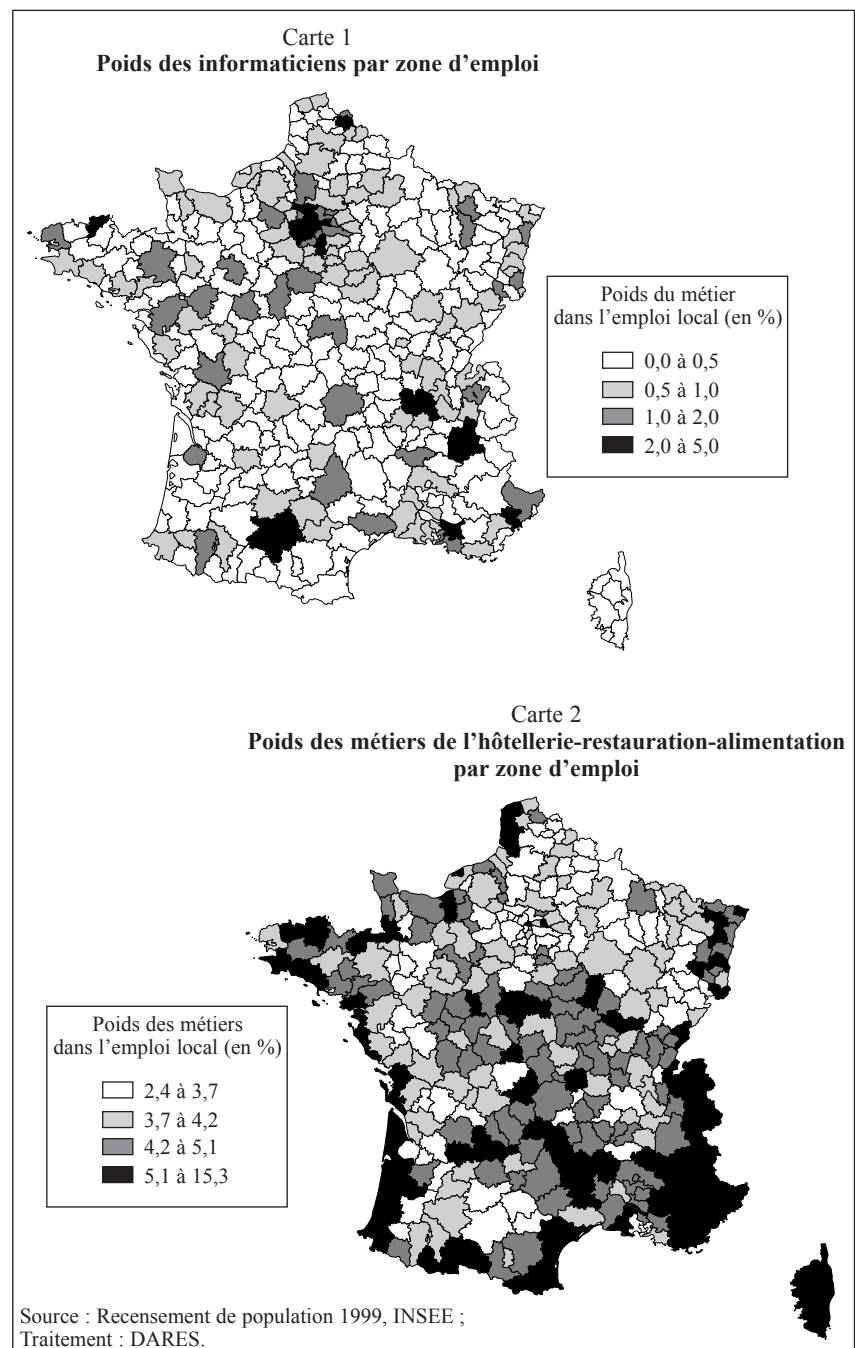 Carte 1
Poids des informaticiens par zone d’emploi
Poids du métier
dans l’emploi local (en %)
0,0 à 0,5
0,5 à 1,0
1,0 à 2,0
2,0 à 5,0
Carte 2
Poids des métiers de l’hôtellerie-restauration-alimentation
par zone d’emploi
Poids des métiers
dans l’emploi local (en %)
2,4 à 3,7
3,7 à 4,2
4,2 à 5,1
5,1 à 15,3
Source : Recensement de population 1999, INSEE ;
Traitement : DARES.